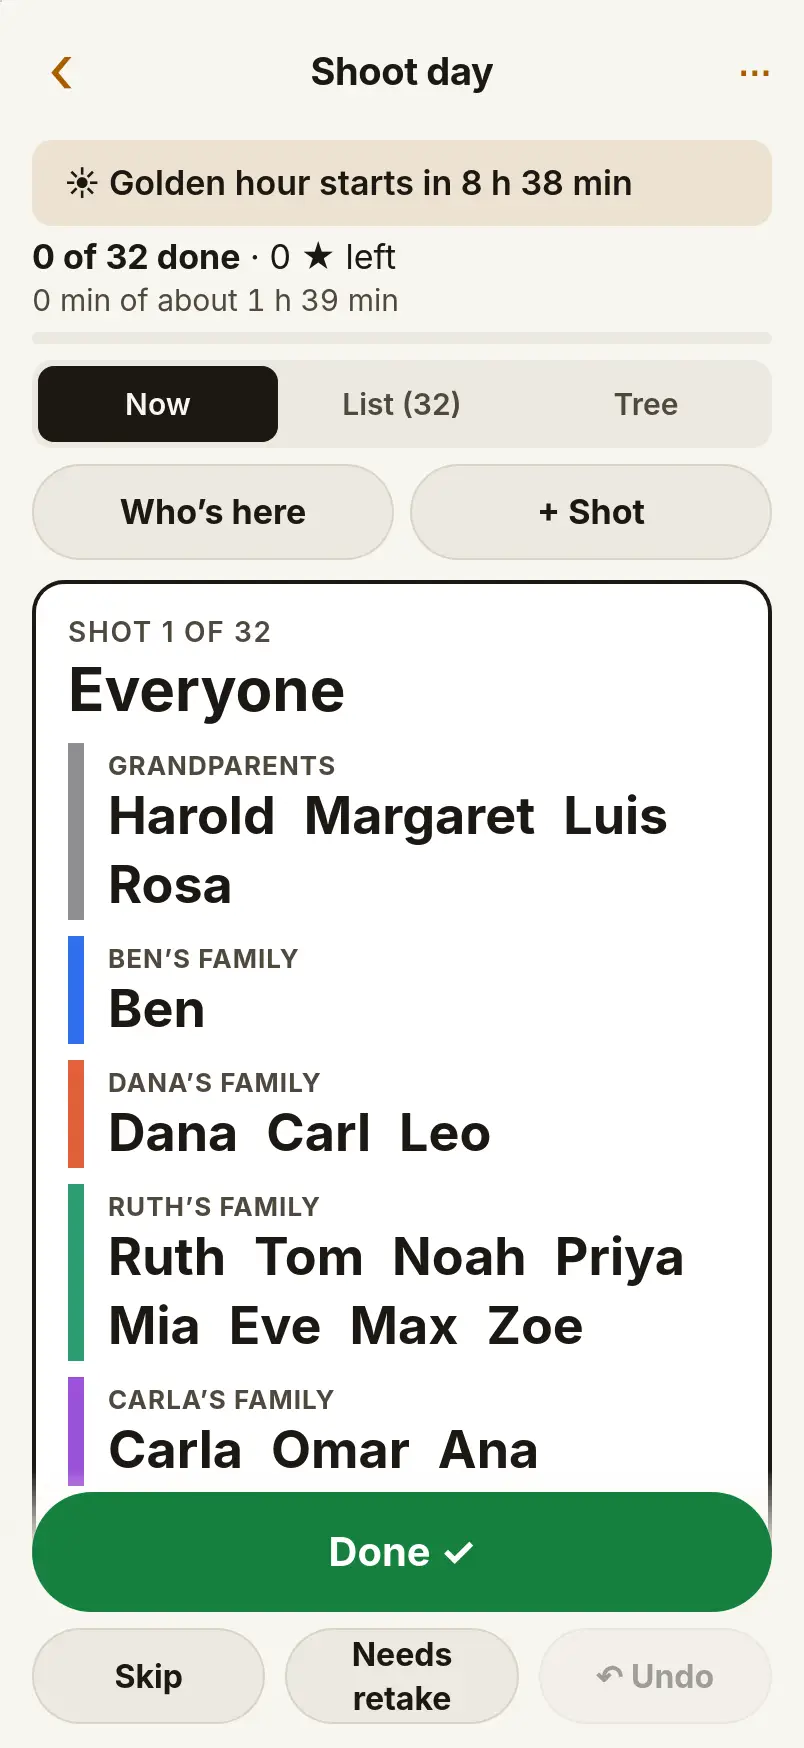 Shoot day
...
☀ Golden hour starts in 8 h 38 min
0 of 32 done · 0 ★ left
0 min of about 1 h 39 min
Now
List (32)
Tree
Who’s here
+ Shot
SHOT 1 OF 32
Everyone
GRANDPARENTS
Harold Margaret Luis
Rosa
BEN’S FAMILY
Ben
DANA’S FAMILY
Dana Carl Leo
RUTH’S FAMILY
Ruth Tom Noah Priya
Mia Eve Max Zoe
CARLA’S FAMILY
Carla Omar Ana
Done ✓
Skip
Needs
retake
↶ Undo